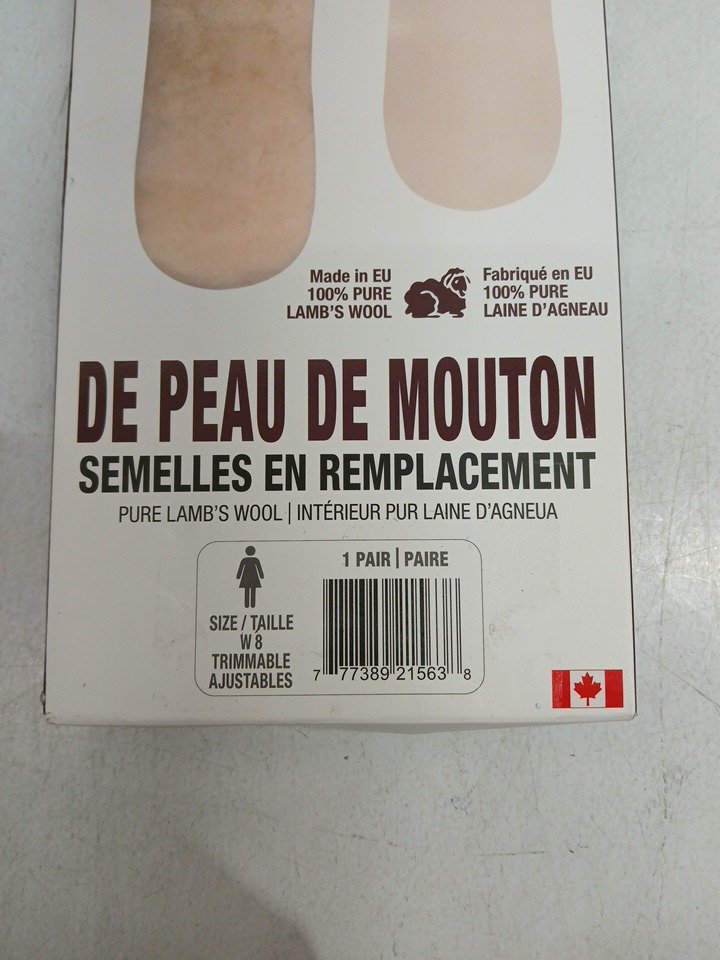 Made in EU
100% PURE
LAMB'S WOOL
Fabriqué en EU
100% PURE
LAINE D'AGNEAU
DE PEAU DE MOUTON
SEMELLES EN REMPLACEMENT
PURE LAMB'S WOOL | INTÉRIEUR PUR LAINE D'AGNEUA
SIZE / TAILLE
W 8
TRIMMABLE
AJUSTABLES
1 PAIR | PAIRE
7 77389 21563 8